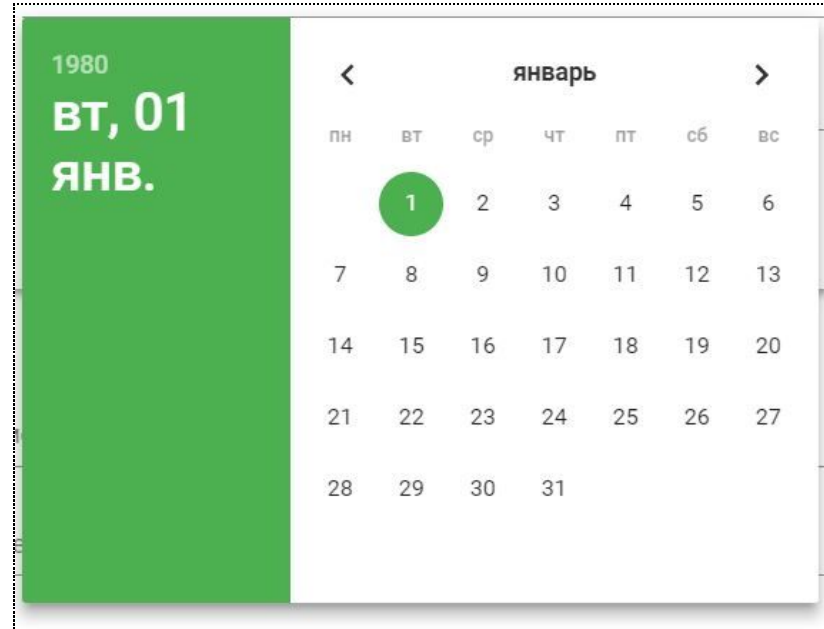 1980
вт, 01
янв.
январь
пн вт ср чт пт сб вс
1 2 3 4 5 6
7 8 9 10 11 12 13
14 15 16 17 18 19 20
21 22 23 24 25 26 27
28 29 30 31